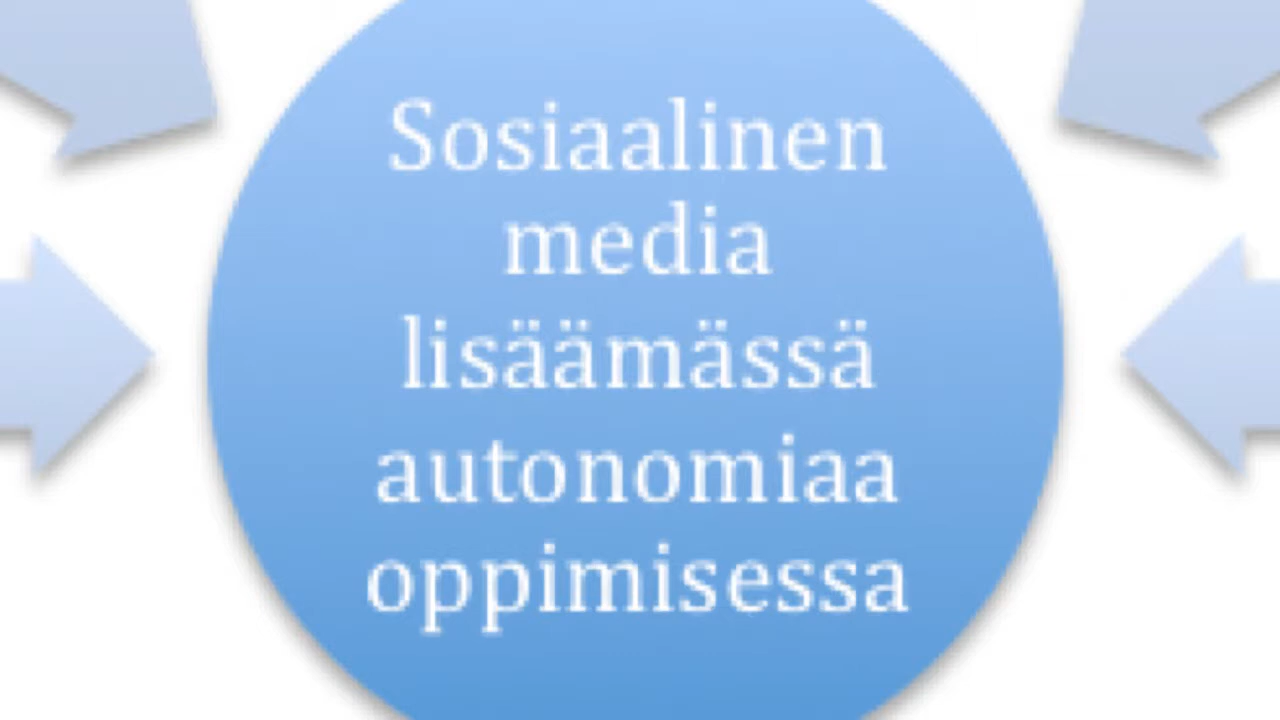 Sosiaalinen
media
lisäämässä
autonomiaa
oppimisessa